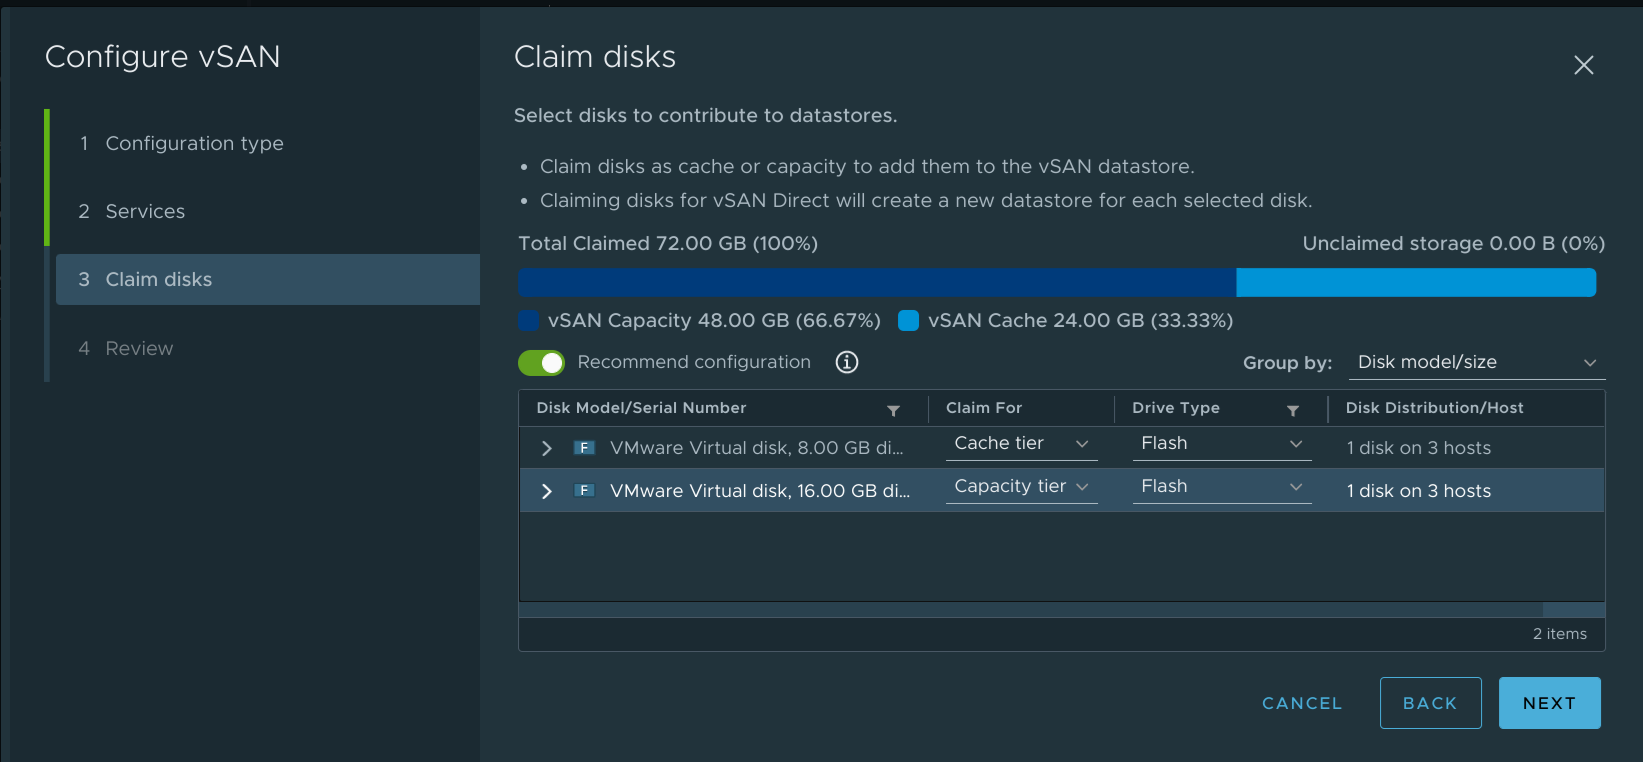 Configure vSAN
1 Configuration type
2 Services
3 Claim disks
4 Review
Claim disks
Select disks to contribute to datastores.
• Claim disks as cache or capacity to add them to the vSAN datastore.
• Claiming disks for vSAN Direct will create a new datastore for each selected disk.
Total Claimed 72.00 GB (100%) Unclaimed storage 0.00 B (0%)
vSAN Capacity 48.00 GB (66.67%) vSAN Cache 24.00 GB (33.33%)
Recommend configuration Group by: Disk model/size
Disk Model/Serial Number Claim For Drive Type Disk Distribution/Host
F VMware Virtual disk, 8.00 GB di... Cache tier Flash 1 disk on 3 hosts
F VMware Virtual disk, 16.00 GB di... Capacity tier Flash 1 disk on 3 hosts
2 items
CANCEL BACK NEXT